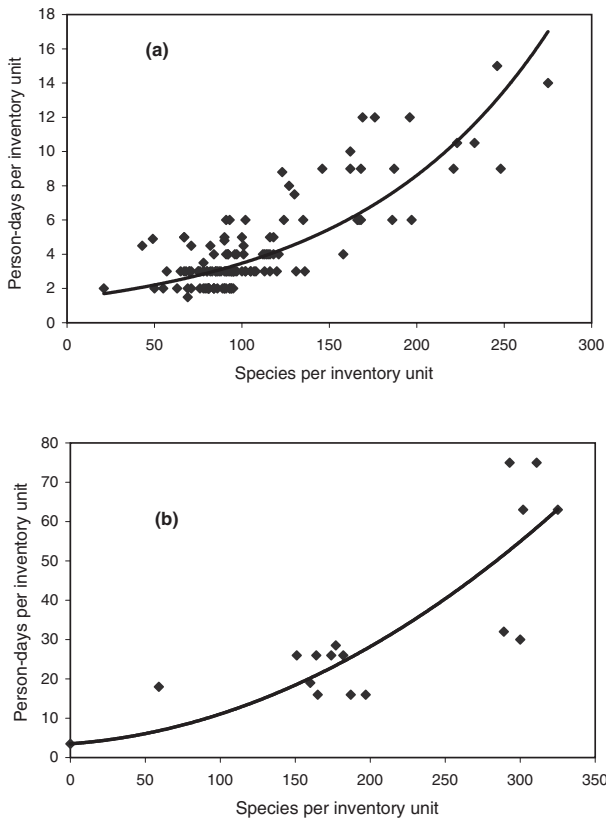 18
16
14
12
10
8
6
4
2
0
(a)
Person-days per inventory unit
0 50 100 150 200 250 300
Species per inventory unit
80
70
60
50
40
30
20
10
0
(b)
Person-days per inventory unit
0 50 100 150 200 250 300 350
Species per inventory unit